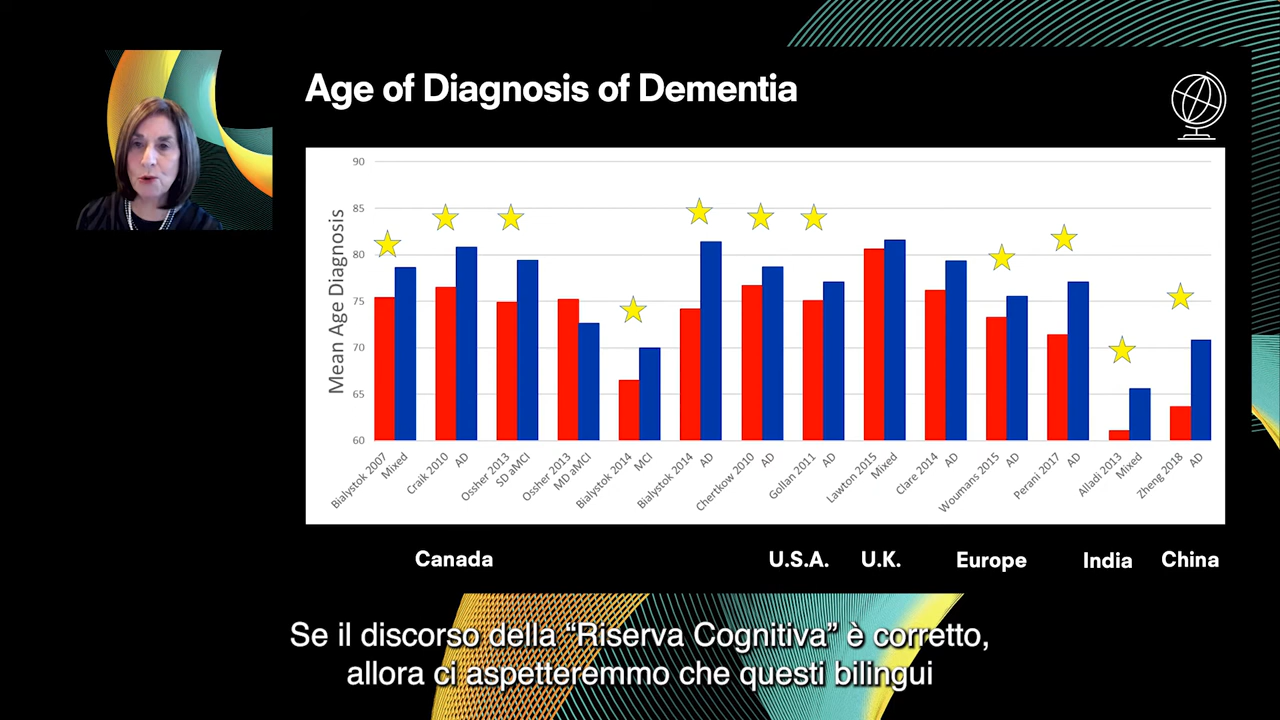 Age of Diagnosis of Dementia
Mean Age Diagnosis
90
85
80
75
70
65
60
Bialystok 2007
Mixed
Craik 2010
AD
Ossher 2013
SD aMCI
Ossher 2013
MD aMCI
Bialystok 2014
MCI
Bialystok 2014
AD
Chertkow 2010
AD
Gollan 2011
AD
Lawton 2015
Mixed
Clare 2014
AD
Woumans 2015
AD
Perani 2017
AD
Alladi 2013
Mixed
Zheng 2018
AD
Canada
U.S.A.
U.K.
Europe
India
China
Se il discorso della “Riserva Cognitiva” è corretto,
allora ci aspetteremmo che questi bilingui